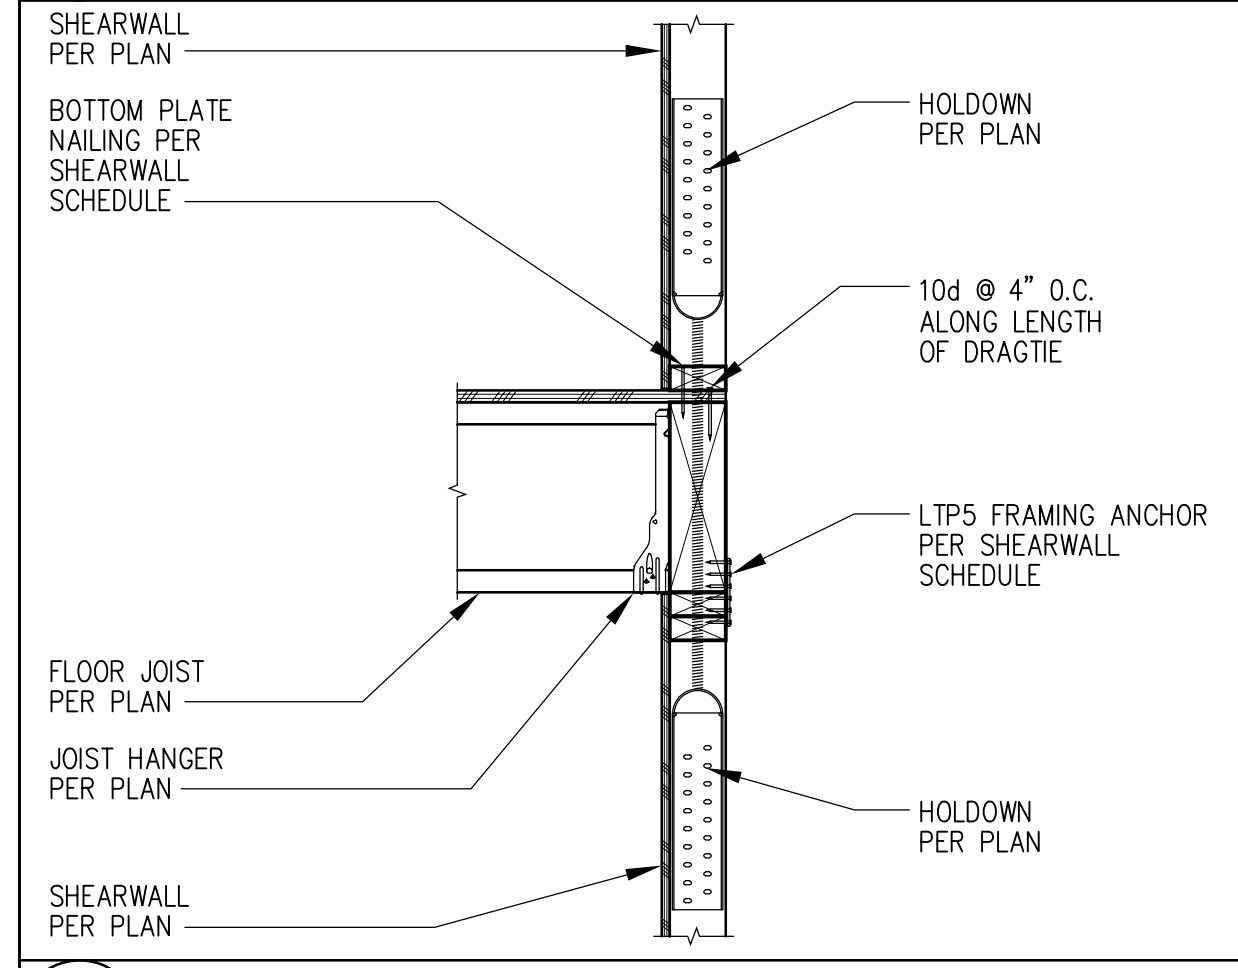 SHEARWALL
PER PLAN
BOTTOM PLATE
NAILING PER
SHEARWALL
SCHEDULE
HOLDOWN
PER PLAN
10d @ 4" O.C.
ALONG LENGTH
OF DRAGTIE
LTP5 FRAMING ANCHOR
PER SHEARWALL
SCHEDULE
FLOOR JOIST
PER PLAN
JOIST HANGER
PER PLAN
HOLDOWN
PER PLAN
SHEARWALL
PER PLAN